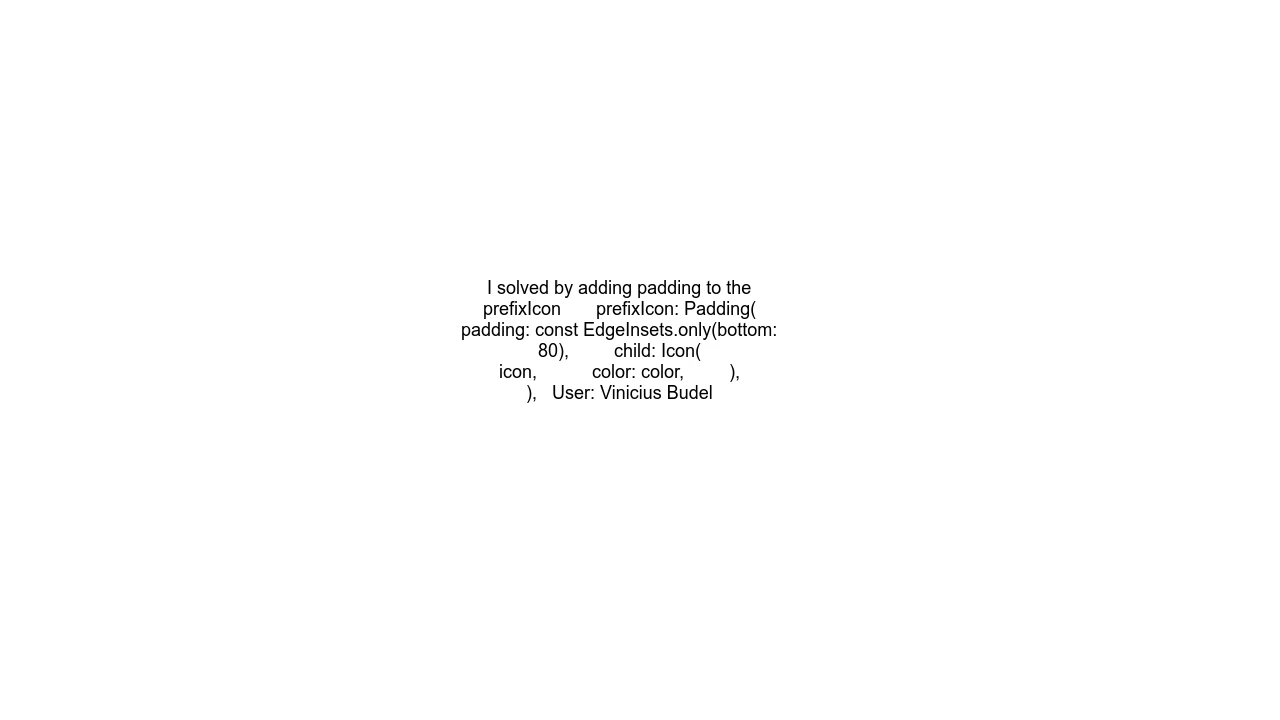 I solved by adding padding to the
prefixIcon       prefixIcon: Padding(
padding: const EdgeInsets.only(bottom:
80),         child: Icon(
icon,           color: color,         ),
),   User: Vinicius Budel